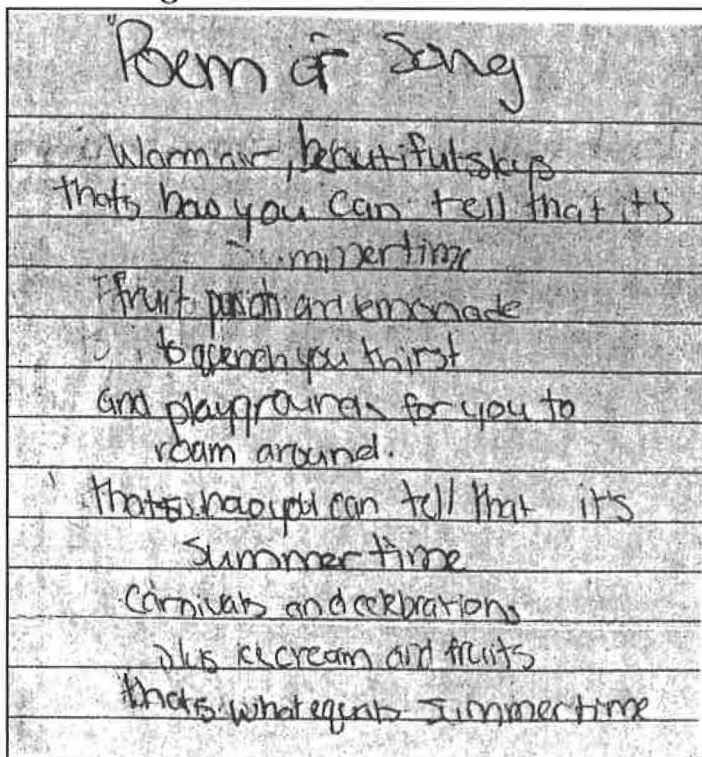 "Poem or Song
Warm air, beautiful skys
thats how you can tell that it's
summertime
fruit punch and lemonade
to quench you thirst
and playgrounds for you to
roam around.
thats how you can tell that it's
summertime
carnivals and celebrations
plus icecream and fruits
thats what equals summertime